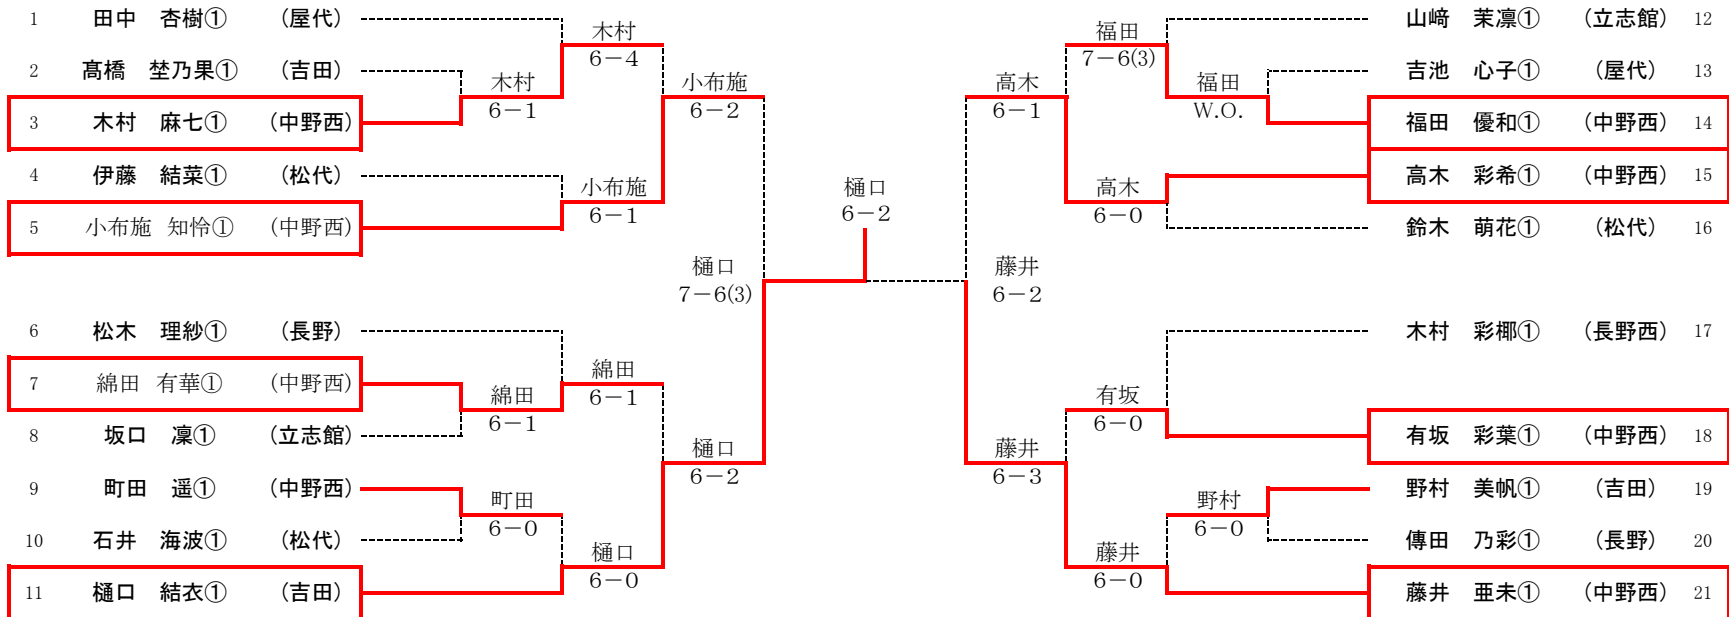 1 田中 杏樹① (屋代)
2 髙橋 埜乃果① (吉田)
3 木村 麻七① (中野西)
4 伊藤 結菜① (松代)
5 小布施 知怜① (中野西)
6 松木 理紗① (長野)
7 綿田 有華① (中野西)
8 坂口 凜① (立志館)
9 町田 遥① (中野西)
10 石井 海波① (松代)
11 樋口 結衣① (吉田)
木村
6－1
綿田
6－1
町田
6－0
木村
6－4
小布施
6－1
綿田
6－1
樋口
6－0
小布施
6－2
樋口
6－2
樋口
7－6(3)
樋口
6－2
藤井
6－2
高木
6－1
藤井
6－3
福田
7－6(3)
高木
6－0
有坂
6－0
藤井
6－0
福田
W.O.
野村
6－0
山﨑 茉凛① (立志館) 12
吉池 心子① (屋代) 13
福田 優和① (中野西) 14
高木 彩希① (中野西) 15
鈴木 萌花① (松代) 16
木村 彩椰① (長野西) 17
有坂 彩葉① (中野西) 18
野村 美帆① (吉田) 19
傳田 乃彩① (長野) 20
藤井 亜未① (中野西) 21